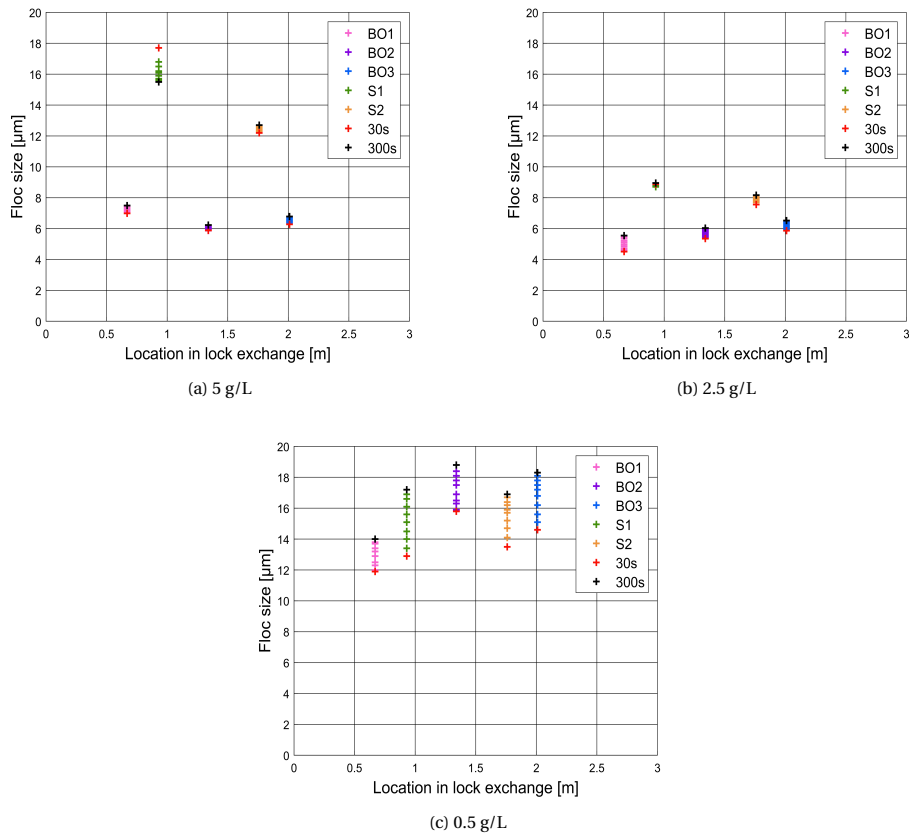 20
18
16
14
12
10
8
6
4
2
0
0 0.5 1 1.5 2 2.5 3
Floc size [µm]
Location in lock exchange [m]
BO1
BO2
BO3
S1
S2
30s
300s
(a) 5 g/L
20
18
16
14
12
10
8
6
4
2
0
0 0.5 1 1.5 2 2.5 3
Floc size [µm]
Location in lock exchange [m]
BO1
BO2
BO3
S1
S2
30s
300s
(b) 2.5 g/L
20
18
16
14
12
10
8
6
4
2
0
0 0.5 1 1.5 2 2.5 3
Floc size [µm]
Location in lock exchange [m]
BO1
BO2
BO3
S1
S2
30s
300s
(c) 0.5 g/L